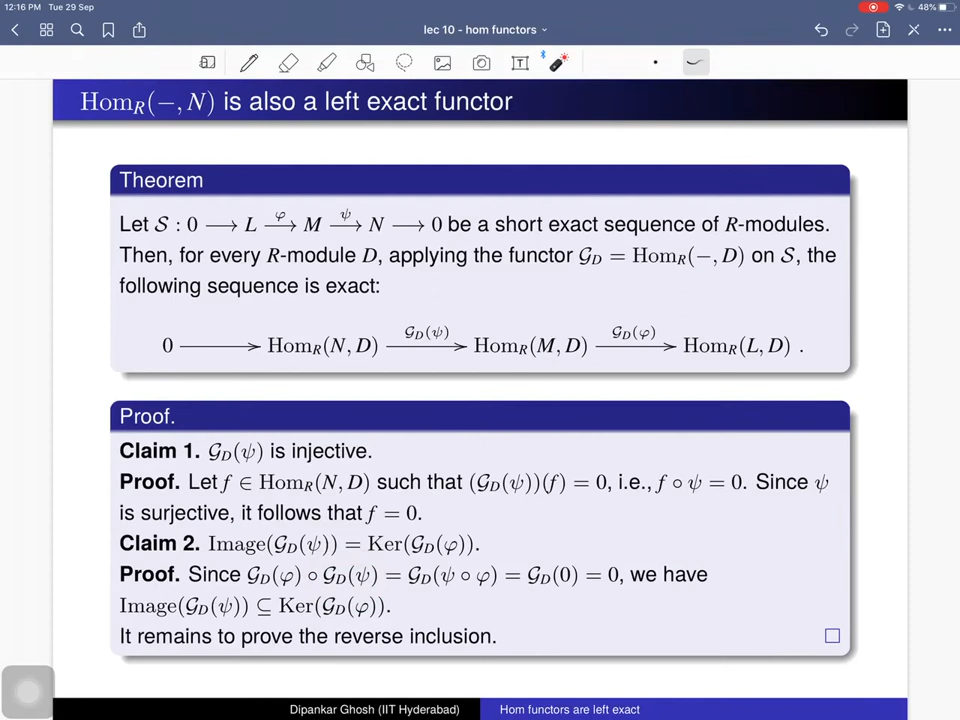 12:16 PM Tue 29 Sep
48%
lec 10 - hom functors
Hom_R(−, N) is also a left exact functor
Theorem
Let 𝒮 : 0 ⟶ L ⟶^φ M ⟶^ψ N ⟶ 0 be a short exact sequence of R-modules.
Then, for every R-module D, applying the functor 𝒢_D = Hom_R(−, D) on 𝒮, the
following sequence is exact:
0 ⟶ Hom_R(N, D) ⟶^{𝒢_D(ψ)} Hom_R(M, D) ⟶^{𝒢_D(φ)} Hom_R(L, D) .
Proof.
Claim 1. 𝒢_D(ψ) is injective.
Proof. Let f ∈ Hom_R(N, D) such that (𝒢_D(ψ))(f) = 0, i.e., f ∘ ψ = 0. Since ψ
is surjective, it follows that f = 0.
Claim 2. Image(𝒢_D(ψ)) = Ker(𝒢_D(φ)).
Proof. Since 𝒢_D(φ) ∘ 𝒢_D(ψ) = 𝒢_D(ψ ∘ φ) = 𝒢_D(0) = 0, we have
Image(𝒢_D(ψ)) ⊆ Ker(𝒢_D(φ)).
It remains to prove the reverse inclusion. □
Dipankar Ghosh (IIT Hyderabad) Hom functors are left exact